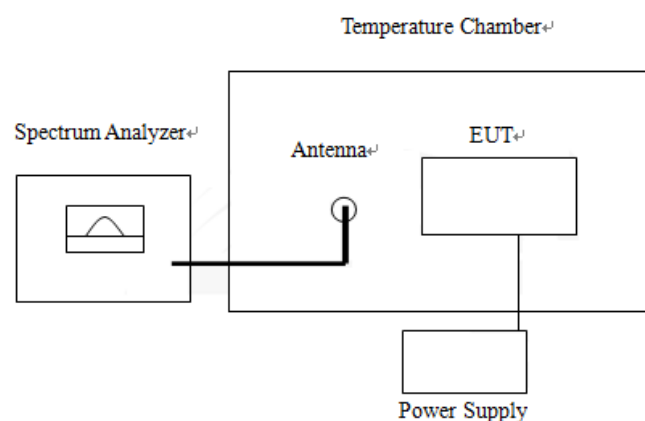 Temperature Chamber↵
Spectrum Analyzer↵
Antenna↵
EUT↵
Power Supply